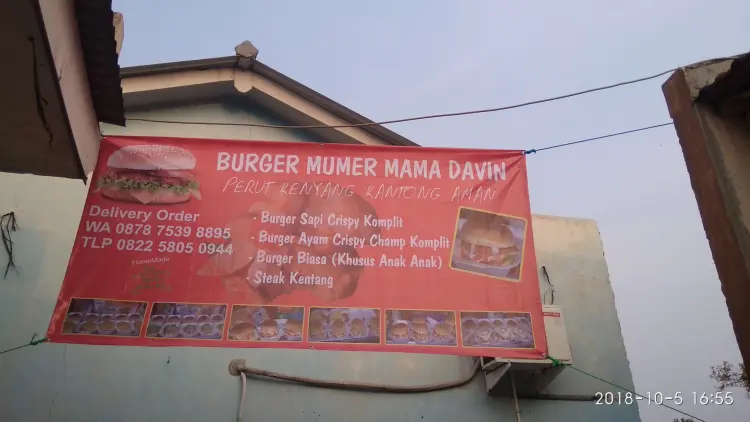 BURGER MUMER MAMA DAVIN
PERUT KENYANG KANTONG AMAN
Delivery Order
WA 0878 7539 8895
TLP 0822 5805 0944
HomeMade
- Burger Sapi Crispy Komplit
- Burger Ayam Crispy Champ Komplit
- Burger Biasa (Khusus Anak Anak)
- Steak Kentang
2018-10-5 16:55